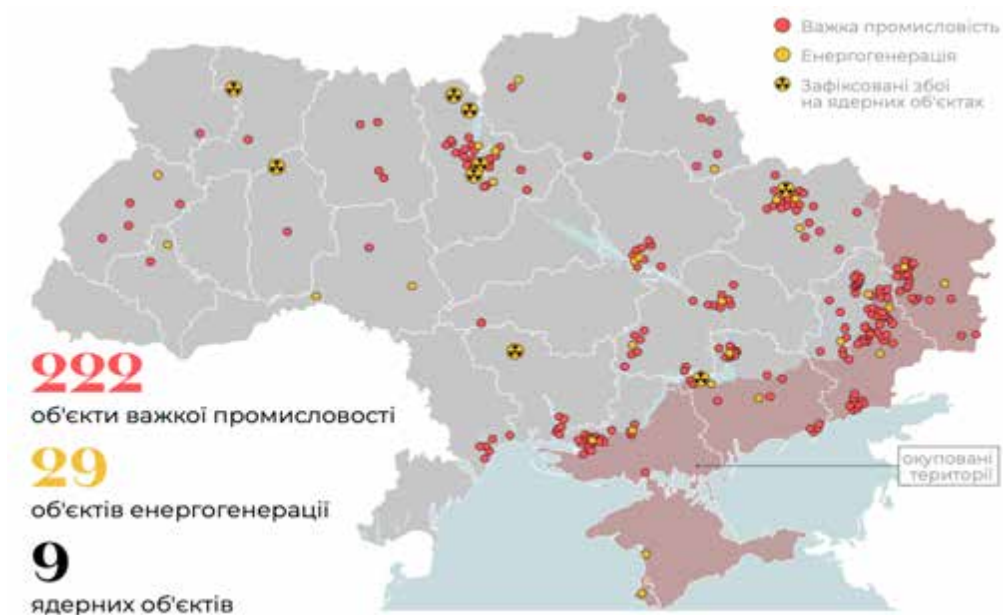 Важка промисловість
Енергогенерація
Зафіксовані збої
на ядерних об'єктах
222
об'єкти важкої промисловості
29
об'єктів енергогенерації
9
ядерних об'єктів
окуповані
території